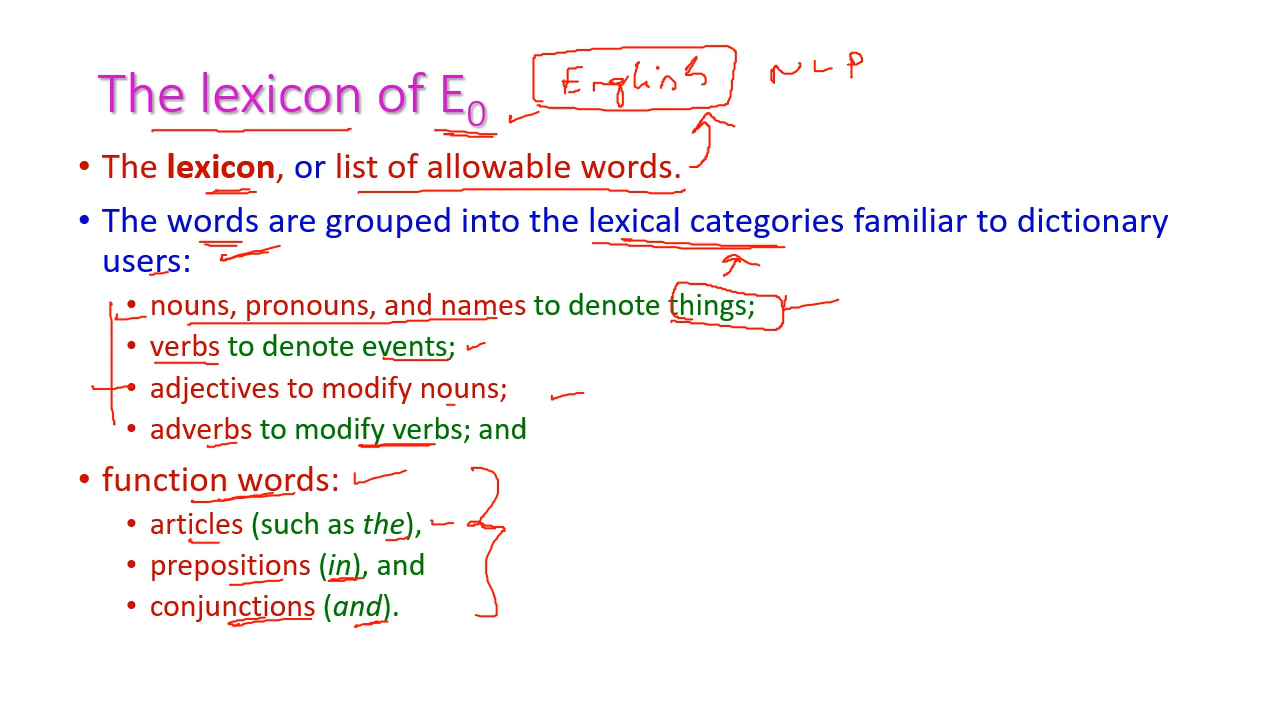 The lexicon of E₀
English
NLP
• The lexicon, or list of allowable words.
• The words are grouped into the lexical categories familiar to dictionary
users:
• nouns, pronouns, and names to denote things;
• verbs to denote events;
• adjectives to modify nouns;
• adverbs to modify verbs; and
• function words:
• articles (such as the),
• prepositions (in), and
• conjunctions (and).